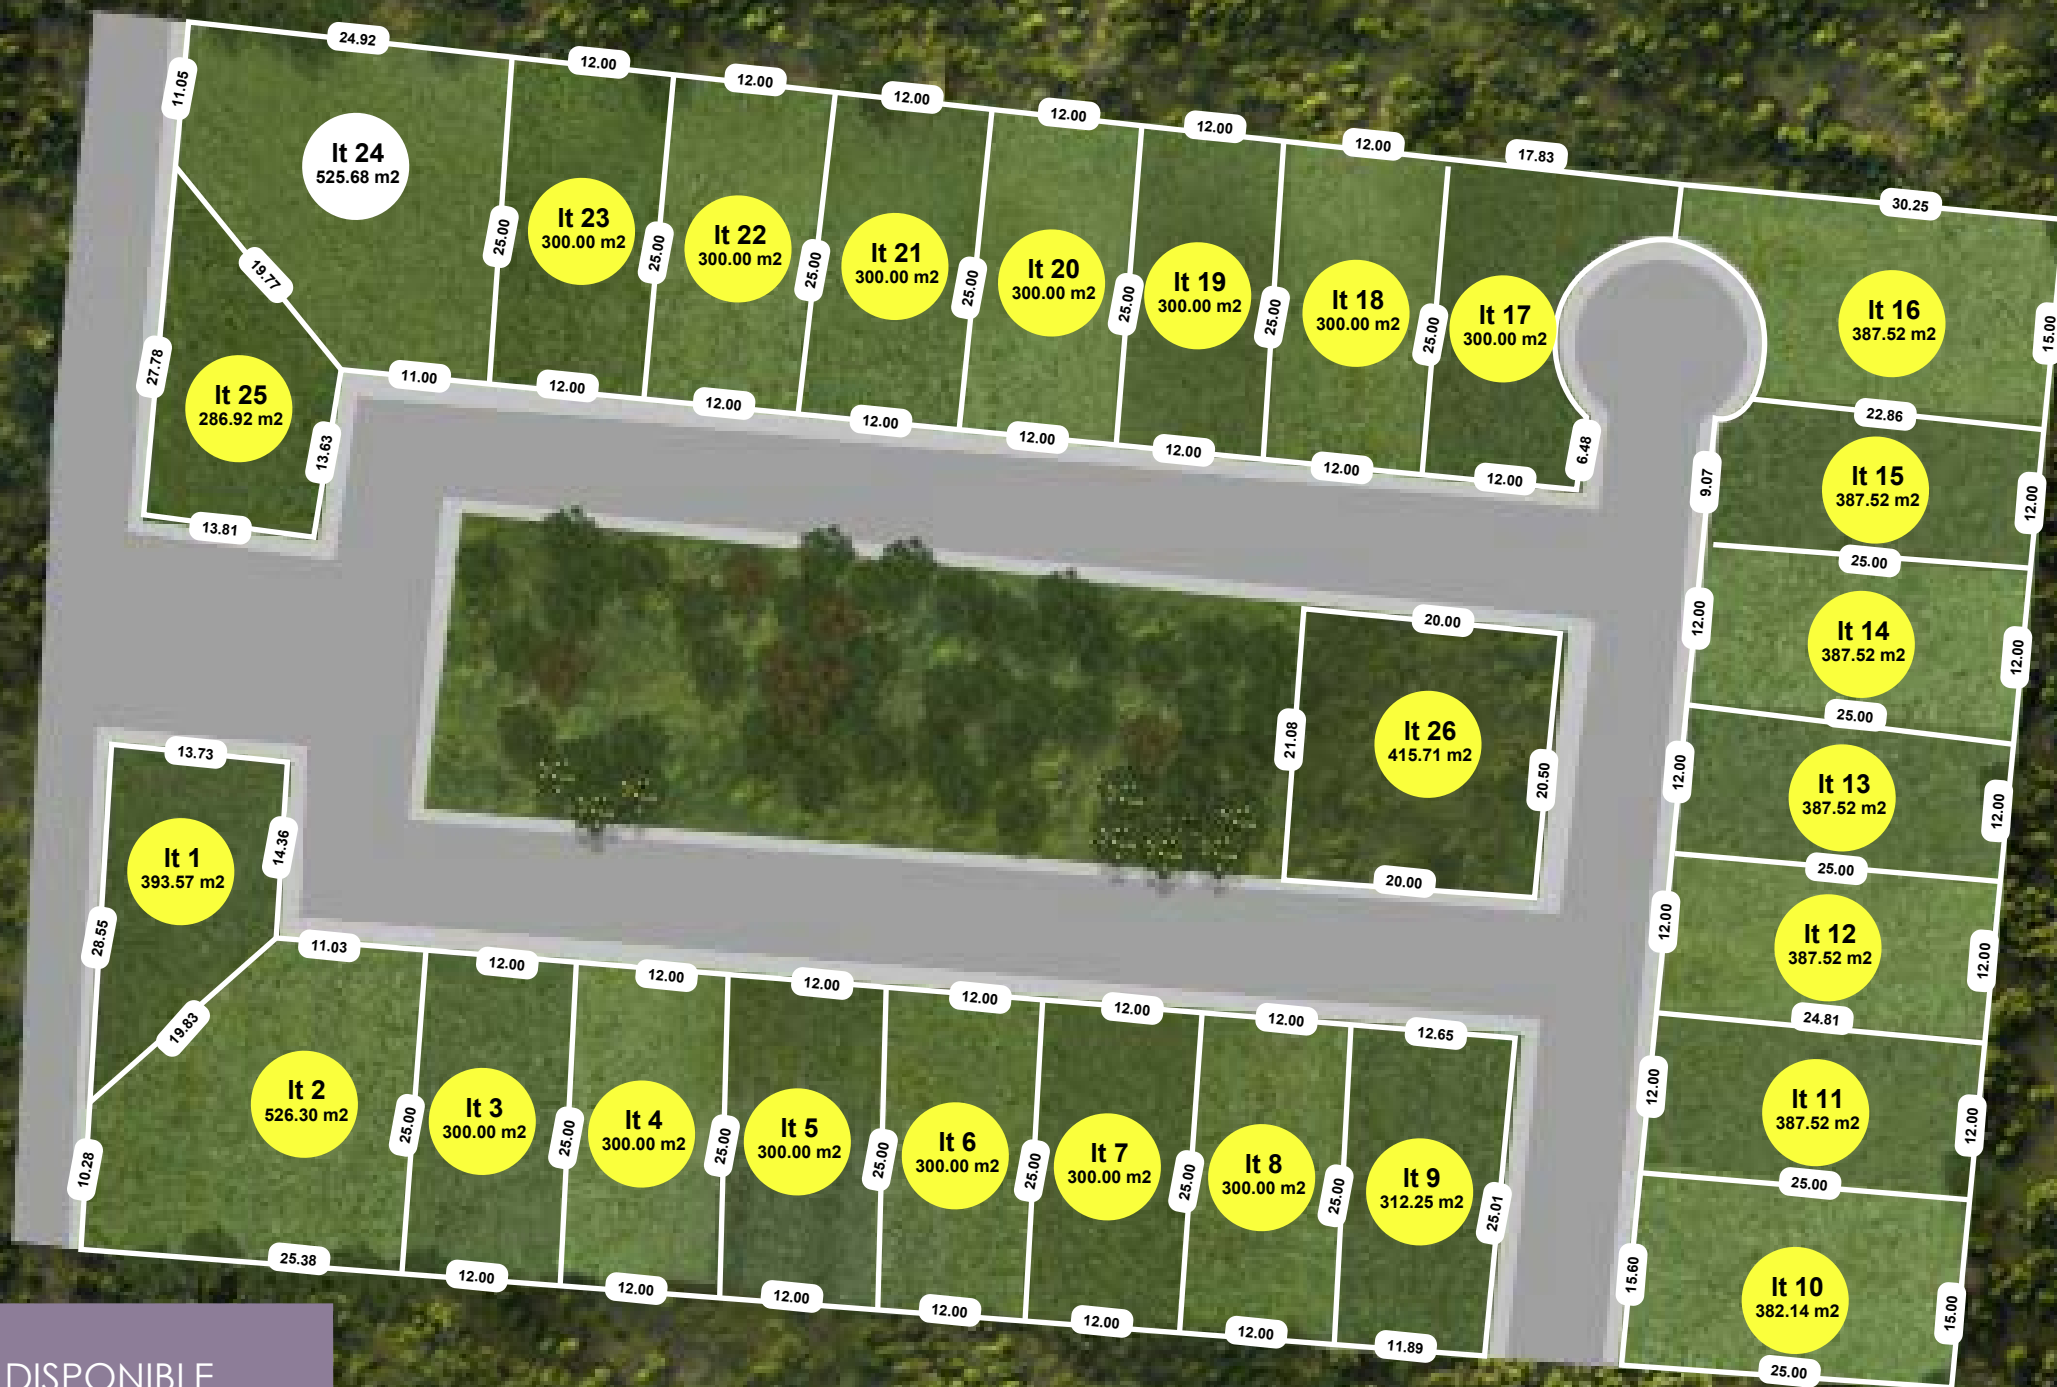 24.92
12.00
12.00
12.00
12.00
12.00
12.00
17.83
30.25
11.05
lt 24
525.68 m2
25.00
lt 23
300.00 m2
25.00
lt 22
300.00 m2
25.00
lt 21
300.00 m2
25.00
lt 20
300.00 m2
25.00
lt 19
300.00 m2
25.00
lt 18
300.00 m2
25.00
lt 17
300.00 m2
lt 16
387.52 m2
15.00
19.77
27.78
lt 25
286.92 m2
13.63
13.81
11.00
12.00
12.00
12.00
12.00
12.00
12.00
12.00
6.48
22.86
9.07
lt 15
387.52 m2
12.00
25.00
12.00
lt 14
387.52 m2
12.00
25.00
20.00
21.08
lt 26
415.71 m2
20.50
20.00
12.00
lt 13
387.52 m2
12.00
25.00
12.00
lt 12
387.52 m2
12.00
24.81
13.73
lt 1
393.57 m2
14.36
28.55
19.83
11.03
12.00
12.00
12.00
12.00
12.00
12.00
12.65
10.28
lt 2
526.30 m2
25.00
lt 3
300.00 m2
25.00
lt 4
300.00 m2
25.00
lt 5
300.00 m2
25.00
lt 6
300.00 m2
25.00
lt 7
300.00 m2
25.00
lt 8
300.00 m2
25.00
lt 9
312.25 m2
25.01
12.00
lt 11
387.52 m2
12.00
25.00
15.60
lt 10
382.14 m2
15.00
25.00
25.38
12.00
12.00
12.00
12.00
12.00
12.00
11.89
DISPONIBLE